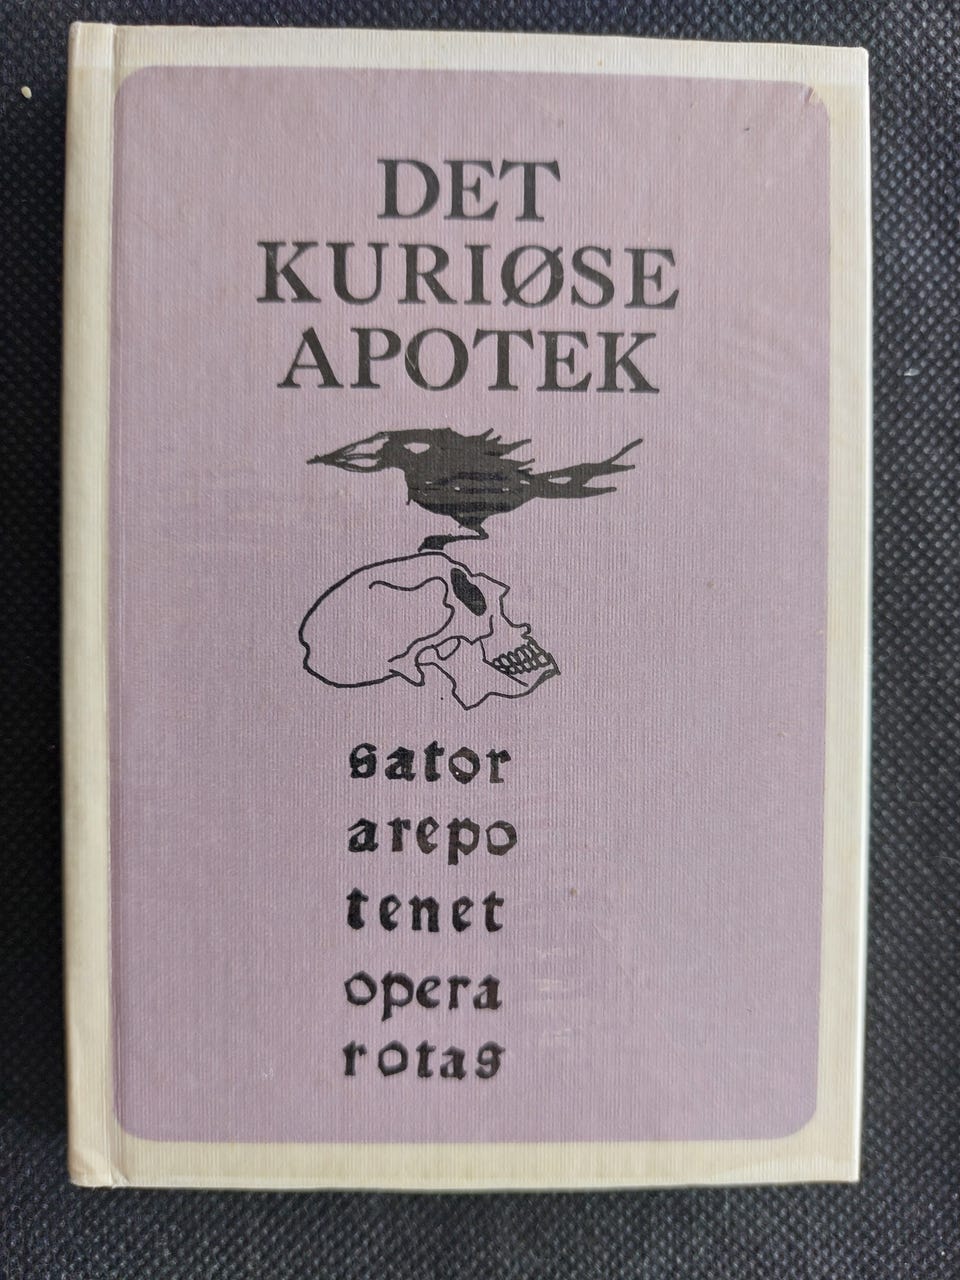 DET
KURIØSE
APOTEK
sator
arepo
tenet
opera
rotas